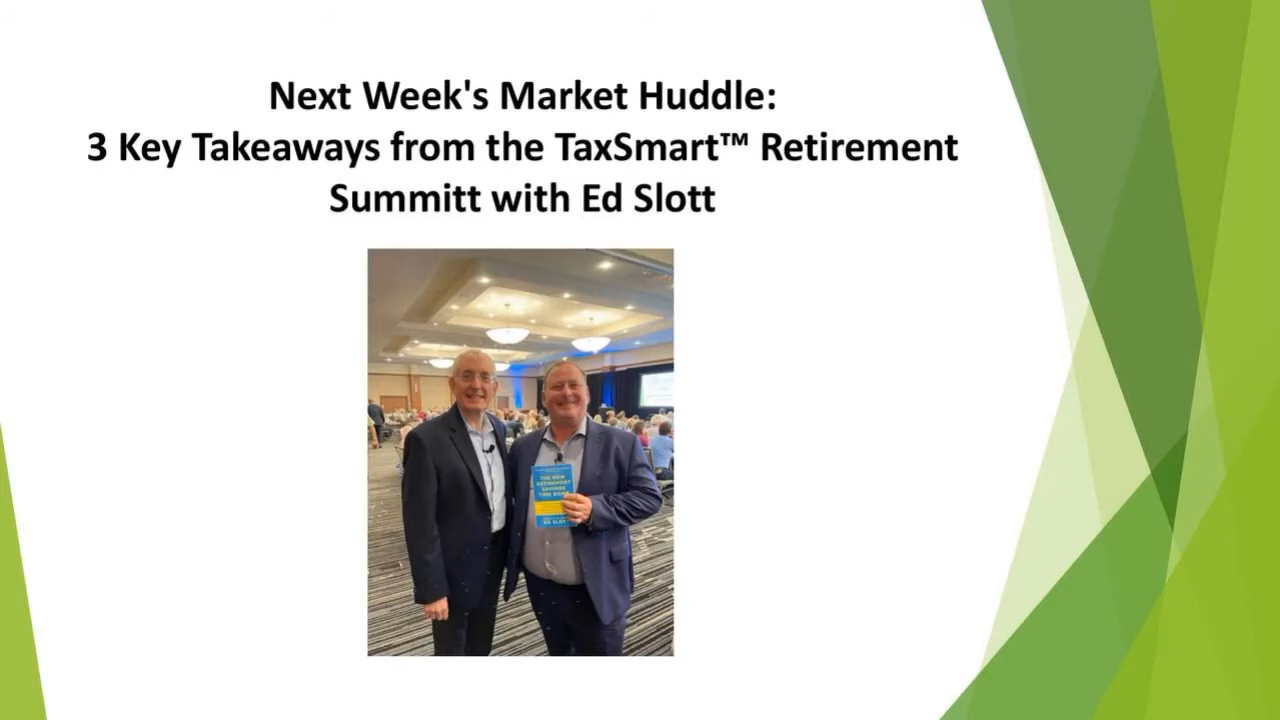 Next Week's Market Huddle:
3 Key Takeaways from the TaxSmart™ Retirement
Summitt with Ed Slott
THE NEW
RETIREMENT
SAVINGS
TIME BOMB
ED SLOTT